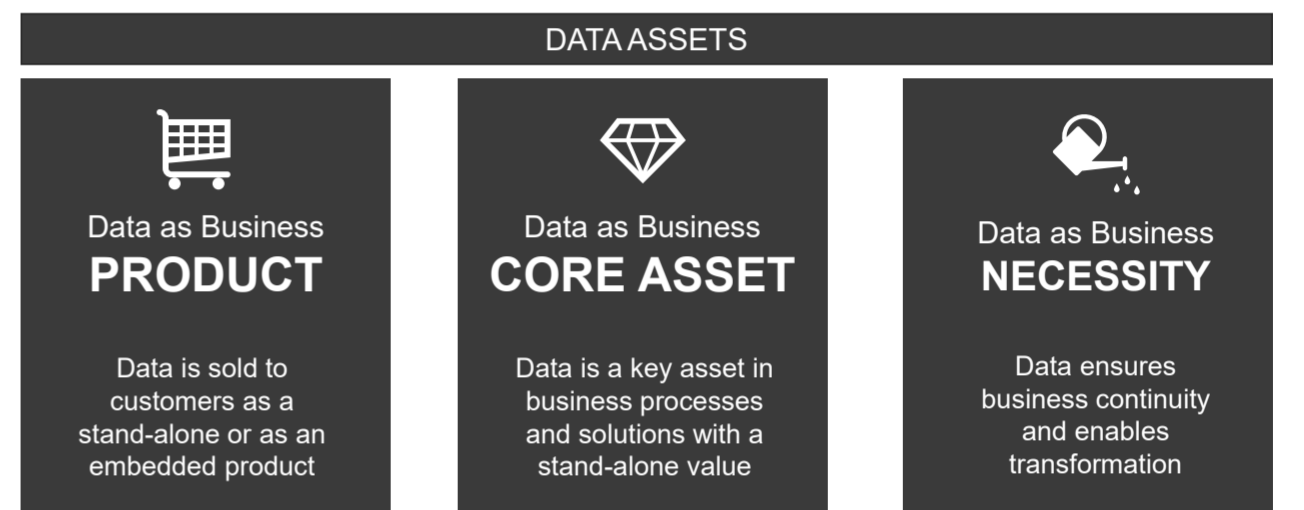 DATA ASSETS
Data as Business
PRODUCT
Data is sold to
customers as a
stand-alone or as an
embedded product
Data as Business
CORE ASSET
Data is a key asset in
business processes
and solutions with a
stand-alone value
Data as Business
NECESSITY
Data ensures
business continuity
and enables
transformation